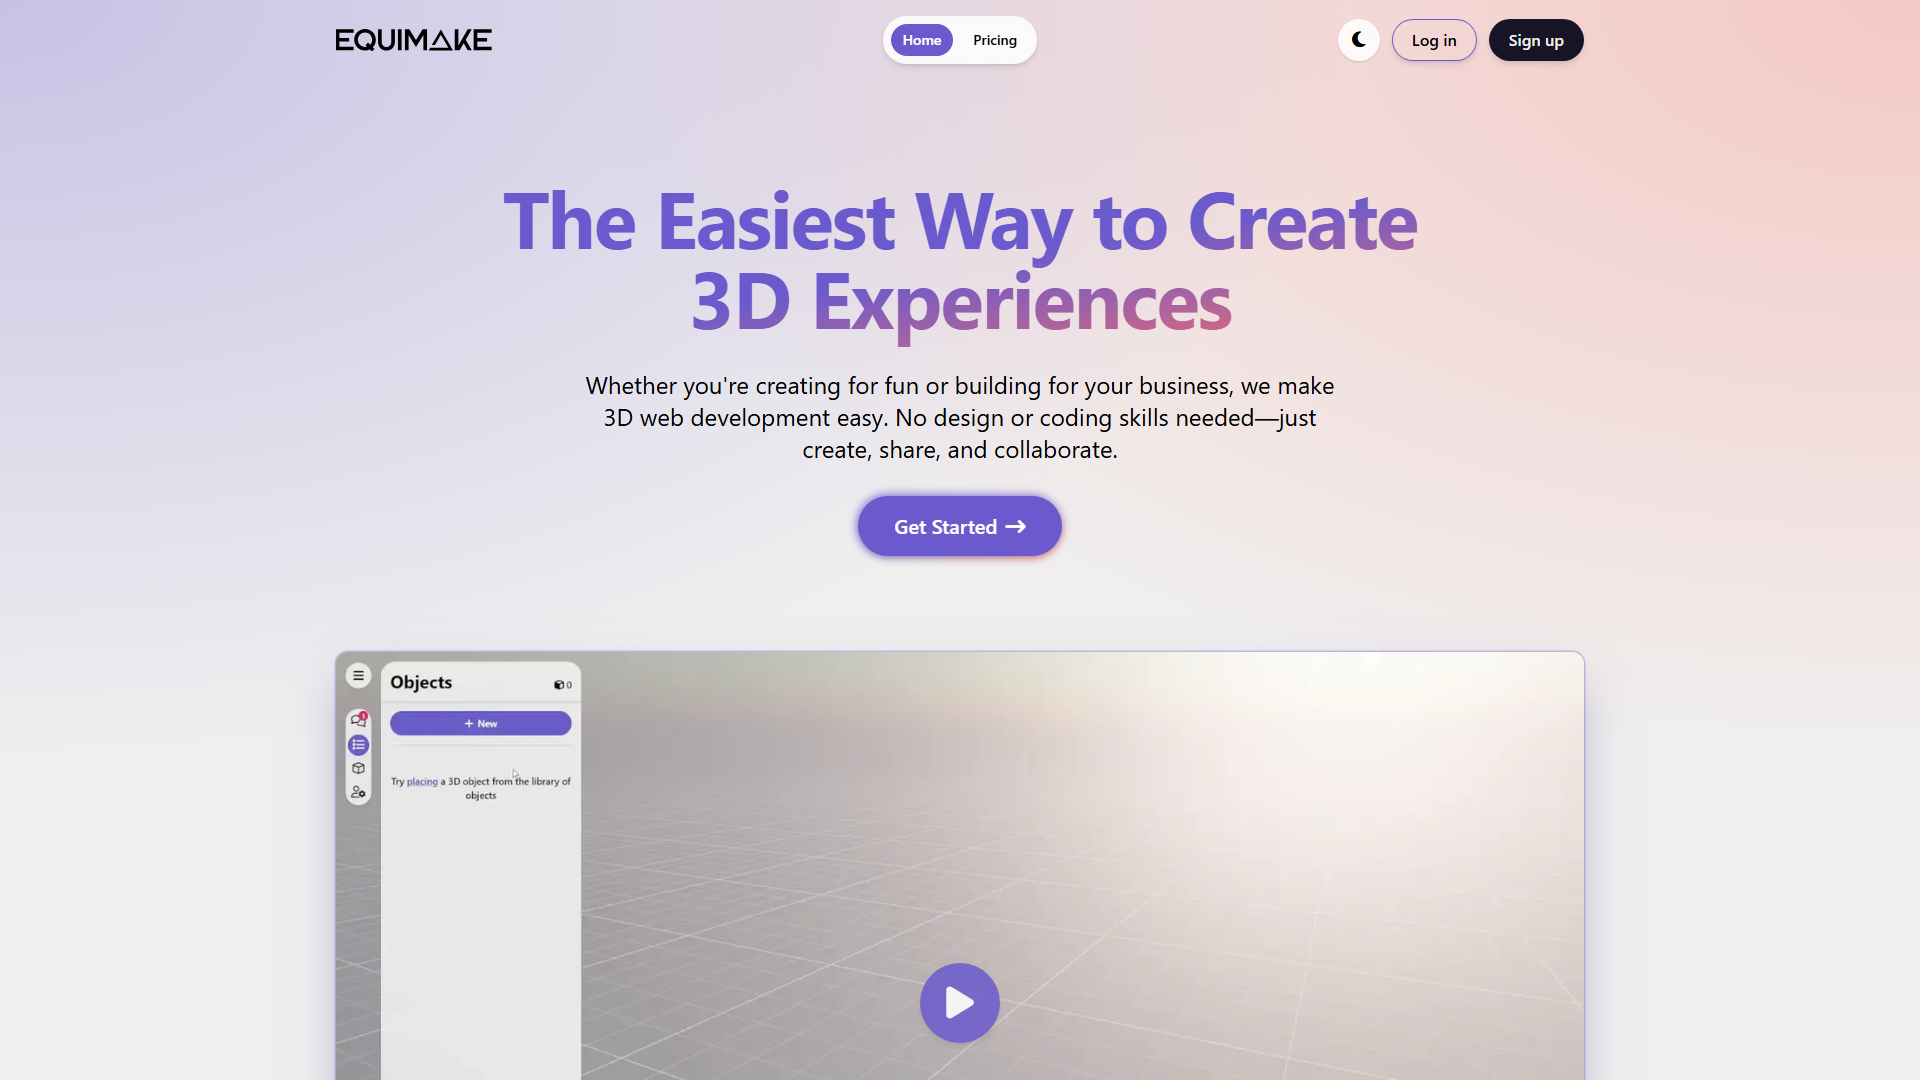 EQUIMAKE
Home
Pricing
Log in
Sign up
The Easiest Way to Create
3D Experiences
Whether you're creating for fun or building for your business, we make
3D web development easy. No design or coding skills needed—just
create, share, and collaborate.
Get Started →
Objects
0
1
+ New
Try placing a 3D object from the library of
objects